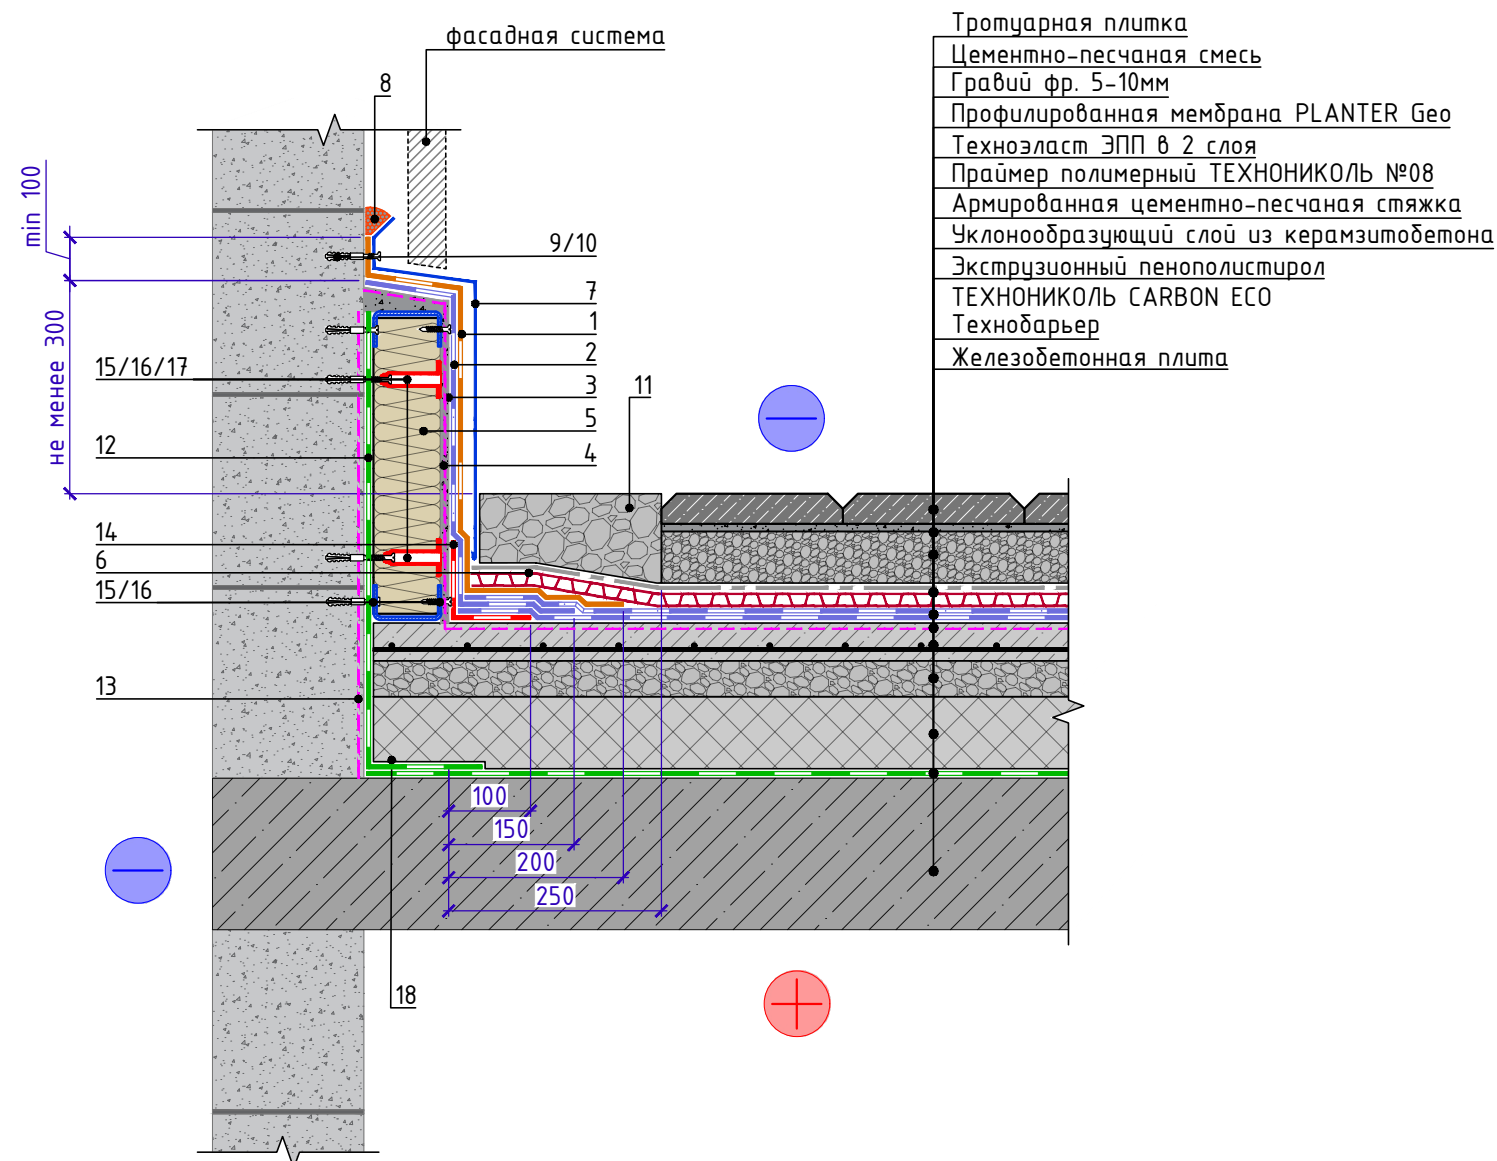 Тротуарная плитка
Цементно-песчаная смесь
Гравий фр. 5-10мм
Профилированная мембрана PLANTER Geo
Техноэласт ЭПП в 2 слоя
Праймер полимерный ТЕХНОНИКОЛЬ №08
Армированная цементно-песчаная стяжка
Уклонообразующий слой из керамзитобетона
Экструзионный пенополистирол
ТЕХНОНИКОЛЬ CARBON ECO
Технобарьер
Железобетонная плита
фасадная система
8
min 100
9/10
7
1
2
3
5
4
11
не менее 300
15/16/17
12
14
6
15/16
13
100
150
200
250
18